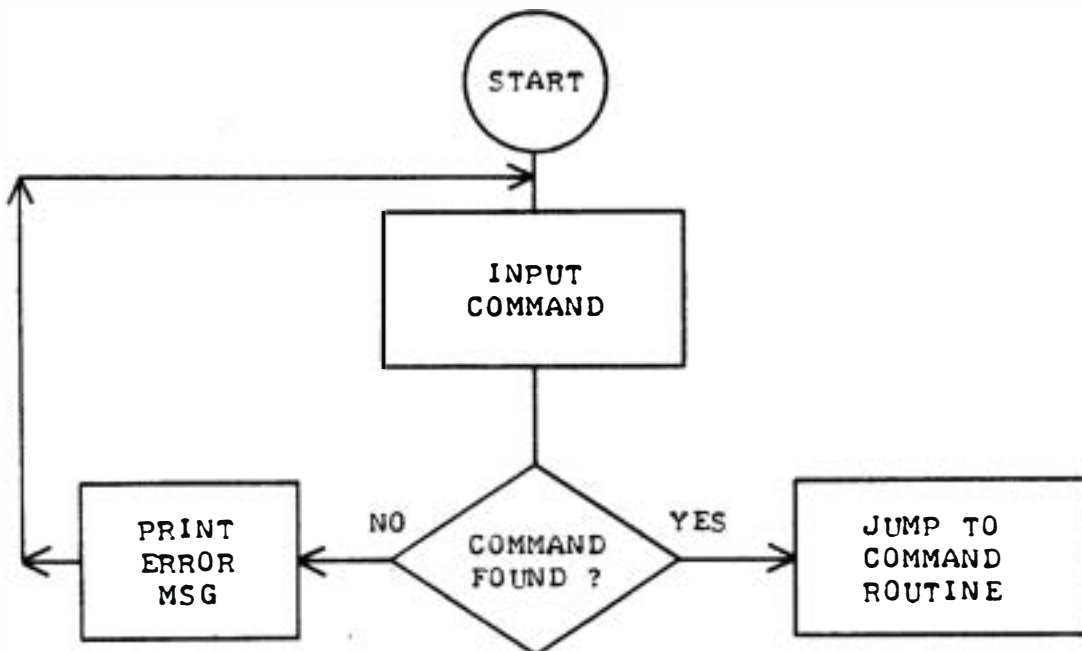 START
INPUT
COMMAND
NO
YES
PRINT
ERROR
MSG
COMMAND
FOUND ?
JUMP TO
COMMAND
ROUTINE